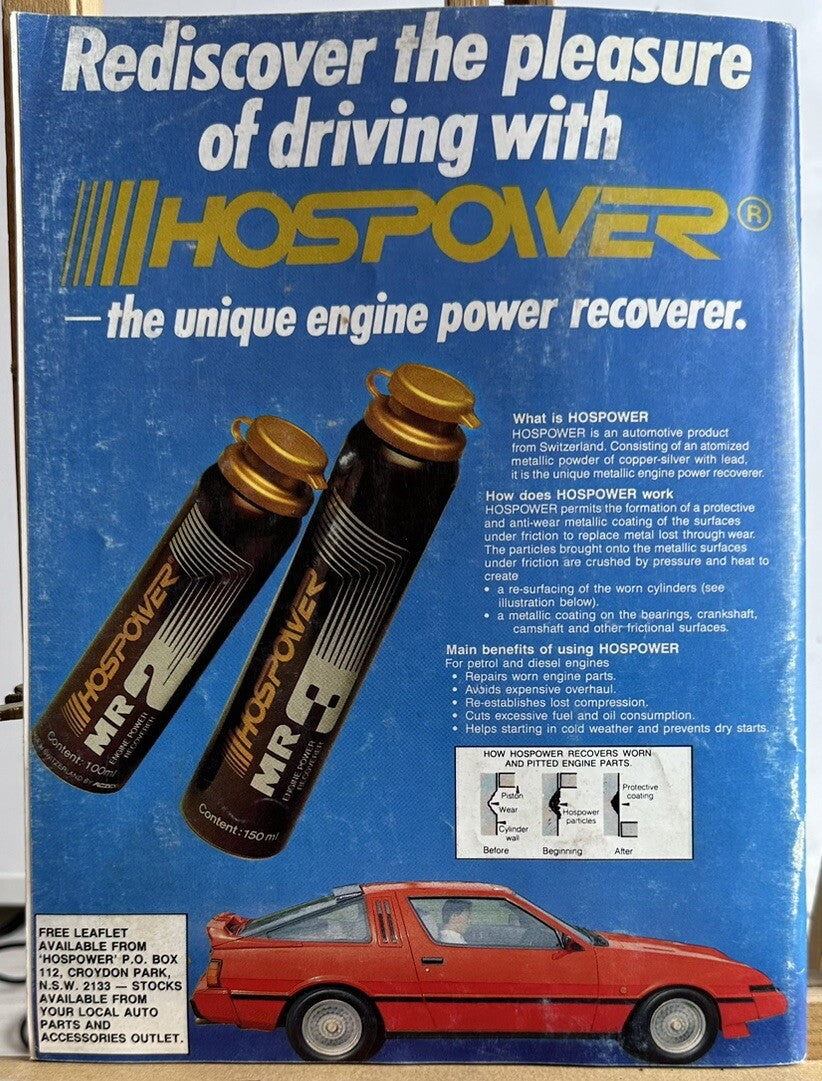 Rediscover the pleasure
of driving with
HOSPOWER®
—the unique engine power recoverer.
What is HOSPOWER
HOSPOWER is an automotive product
from Switzerland. Consisting of an atomized
metallic powder of copper-silver with lead,
it is the unique metallic engine power recoverer.
How does HOSPOWER work
HOSPOWER permits the formation of a protective
and anti-wear metallic coating of the surfaces
under friction to replace metal lost through wear.
The particles brought onto the metallic surfaces
under friction are crushed by pressure and heat to
create
• a re-surfacing of the worn cylinders (see
illustration below).
• a metallic coating on the bearings, crankshaft,
camshaft and other frictional surfaces.
Main benefits of using HOSPOWER
For petrol and diesel engines
• Repairs worn engine parts.
• Avoids expensive overhaul.
• Re-establishes lost compression.
• Cuts excessive fuel and oil consumption.
• Helps starting in cold weather and prevents dry starts.
HOSPOWER
MR 2
ENGINE POWER
RECOVERER
Content: 100ml
HOSPOWER
MR 3
ENGINE POWER
RECOVERER
Content: 150 ml
HOW HOSPOWER RECOVERS WORN
AND PITTED ENGINE PARTS.
Piston
Wear
Cylinder
wall
Before
Hospower
particles
Beginning
Protective
coating
After
FREE LEAFLET
AVAILABLE FROM
'HOSPOWER' P.O. BOX
112, CROYDON PARK,
N.S.W. 2133 — STOCKS
AVAILABLE FROM
YOUR LOCAL AUTO
PARTS AND
ACCESSORIES OUTLET.